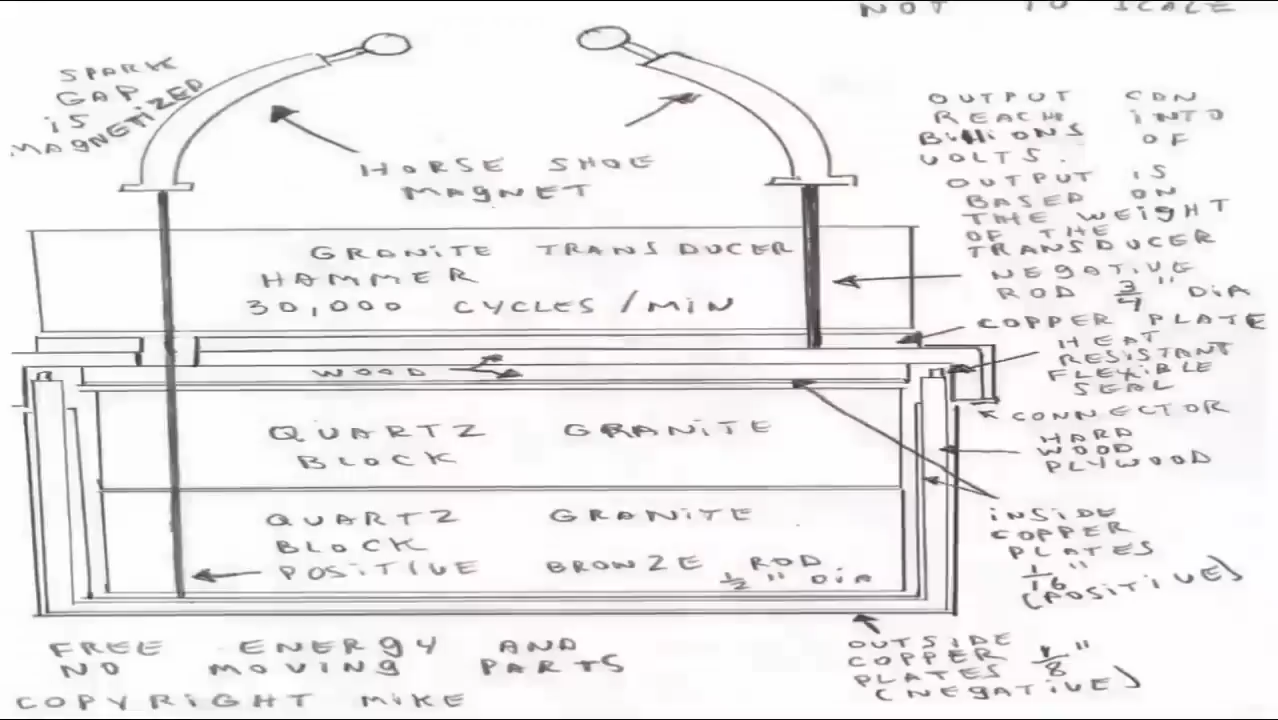 NOT TO SCALE
SPARK
GAP
iS
MAGNETIZED
HORSE SHOE
MAGNET
OUTPUT CAN
REACH INTO
BillIONS OF
VOLTS.
OUTPUT IS
BASED ON
THE WEIGHT
OF THE
TRANSDUCER
GRANiTE TRANSDUCER
HAMMER
30,000 CYCLES/MiN
NEGATIVE
ROD 3/4" DiA
COPPER PLATE
HEAT
RESISTANT
FLEXiBLE
SEAL
WOOD
CONNECTOR
QUARTZ GRANiTE
BLOCK
HARD
WOOD
PLYWOOD
QUARTZ GRANiTE
BLOCK
POSiTiVE BRONZE ROD
1/2" DiA
iNSiDE
COPPER
PLATES
1/16"
(POSiTiVE)
FREE ENERGY AND
NO MOViNG PARTS
COPYRiGHT MiKE
OUTSiDE
COPPER 1/8"
PLATES
(NEGATiVE)